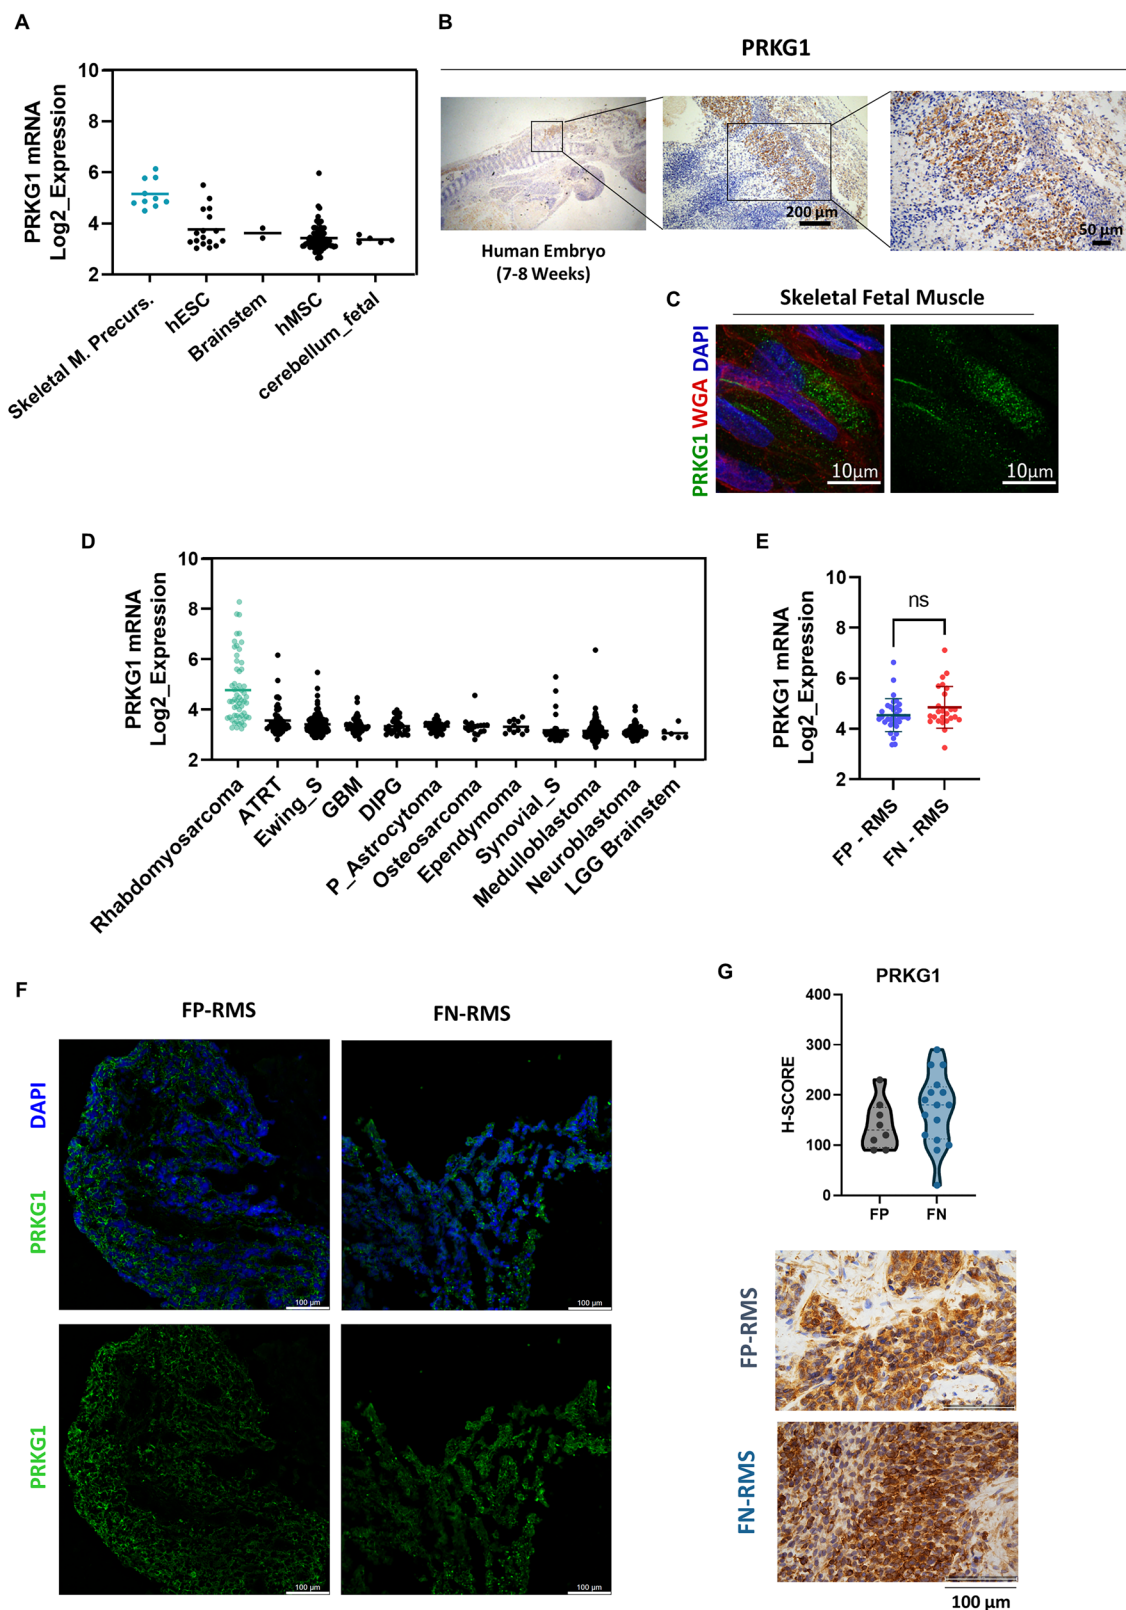 A
PRKG1 mRNA
Log2_Expression
10
8
6
4
2
Skeletal M. Precurs.
hESC
Brainstem
hMSC
cerebellum_fetal
B
PRKG1
200 µm
50 µm
Human Embryo
(7-8 Weeks)
C
Skeletal Fetal Muscle
PRKG1 WGA DAPI
10µm
10µm
D
PRKG1 mRNA
Log2_Expression
10
8
6
4
2
Rhabdomyosarcoma
ATRT
Ewing_S
GBM
DIPG
P_Astrocytoma
Osteosarcoma
Ependymoma
Synovial_S
Medulloblastoma
Neuroblastoma
LGG Brainstem
E
PRKG1 mRNA
Log2_Expression
10
8
6
4
2
ns
FP - RMS
FN - RMS
F
FP-RMS
FN-RMS
PRKG1 DAPI
100 µm
100 µm
PRKG1
100 µm
100 µm
G
PRKG1
H-SCORE
400
300
200
100
0
FP
FN
FP-RMS
FN-RMS
100 µm